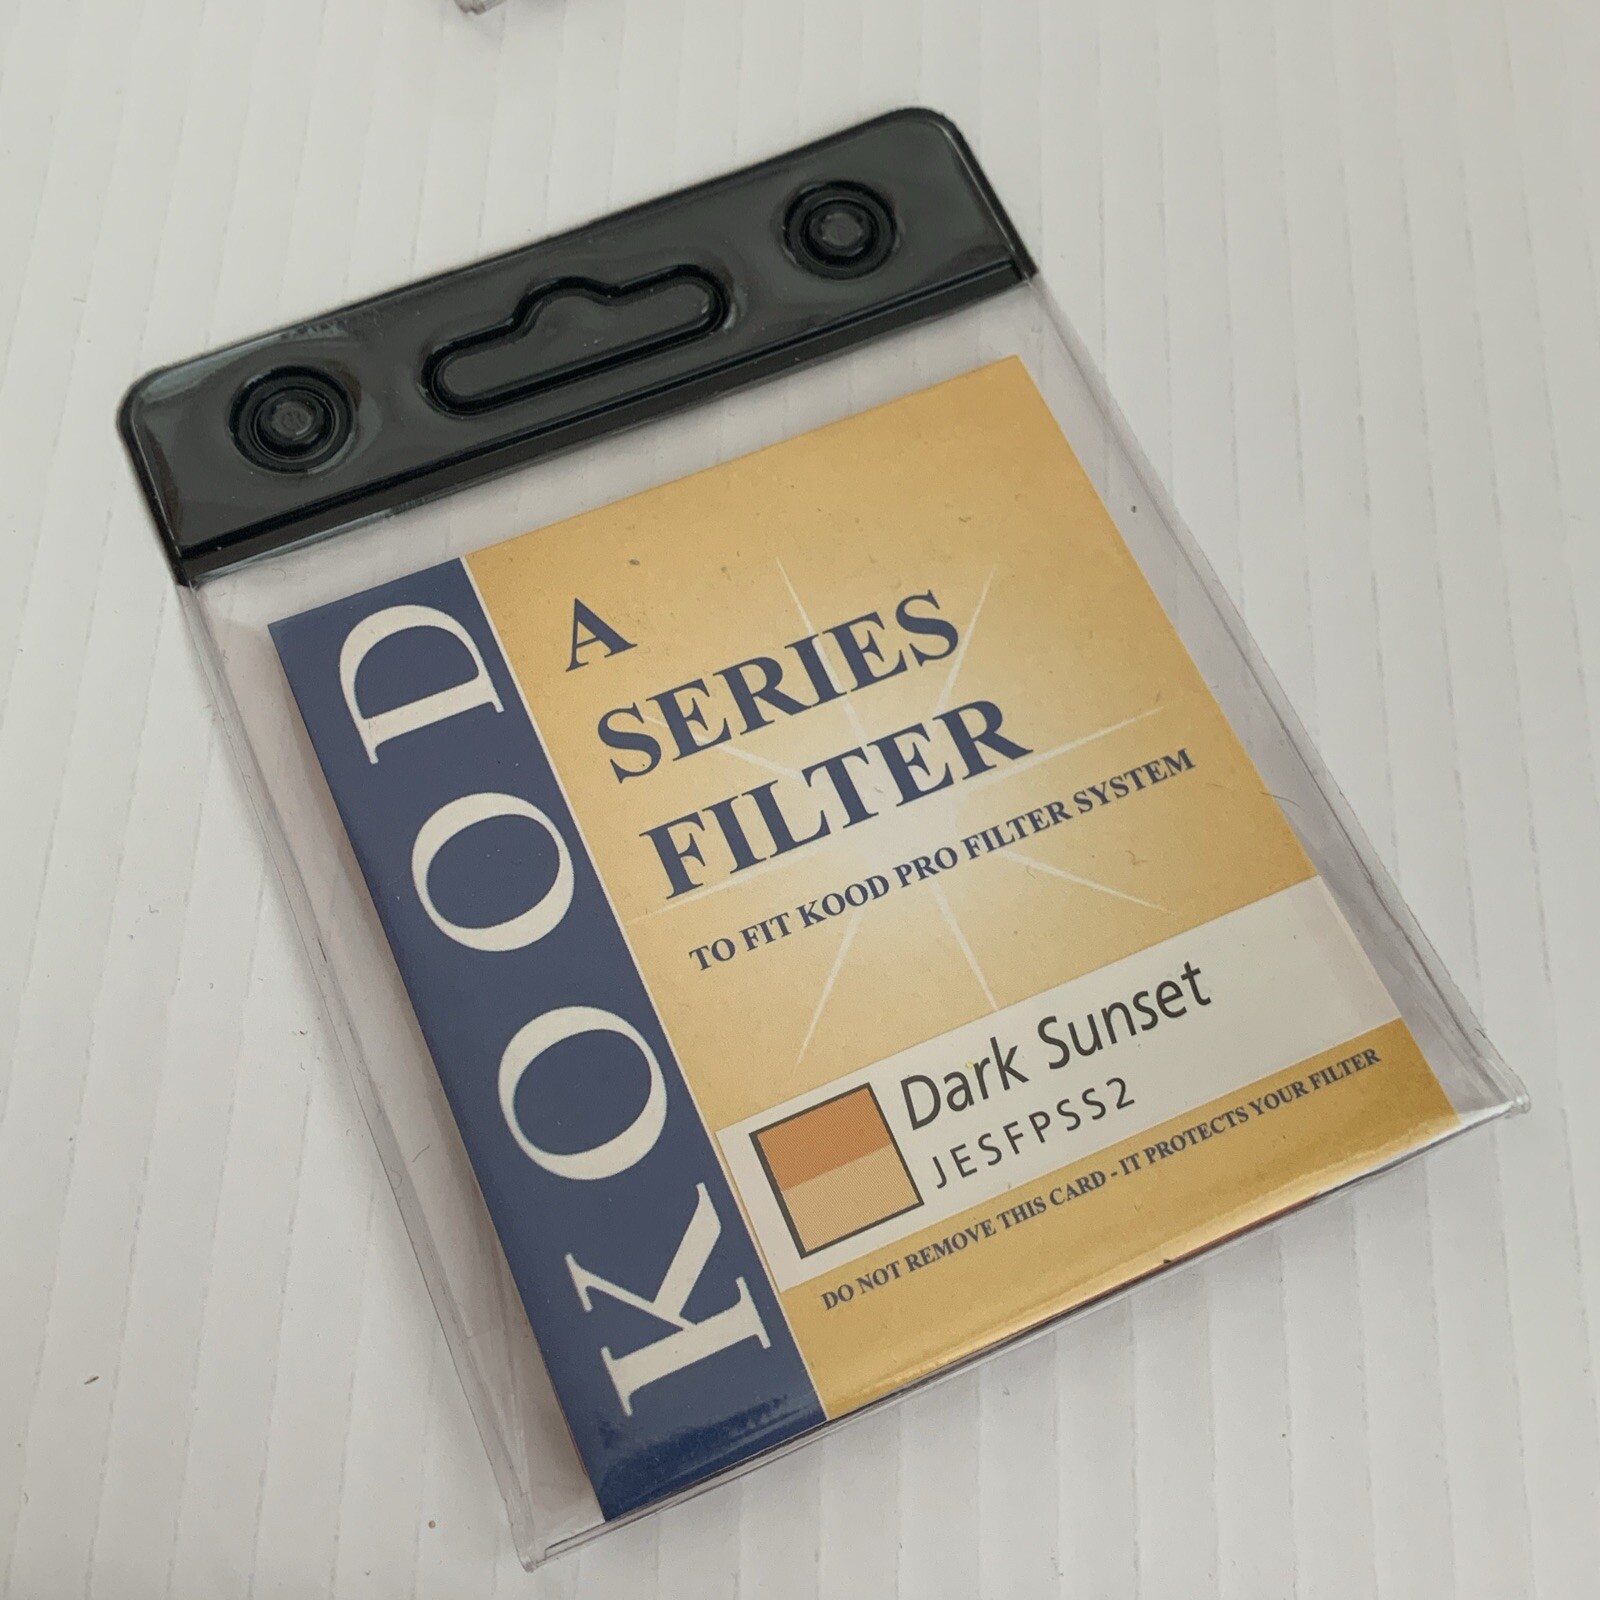 KOOD
A
SERIES
FILTER
TO FIT KOOD PRO FILTER SYSTEM
Dark Sunset
JESFPSS2
DO NOT REMOVE THIS CARD - IT PROTECTS YOUR FILTER